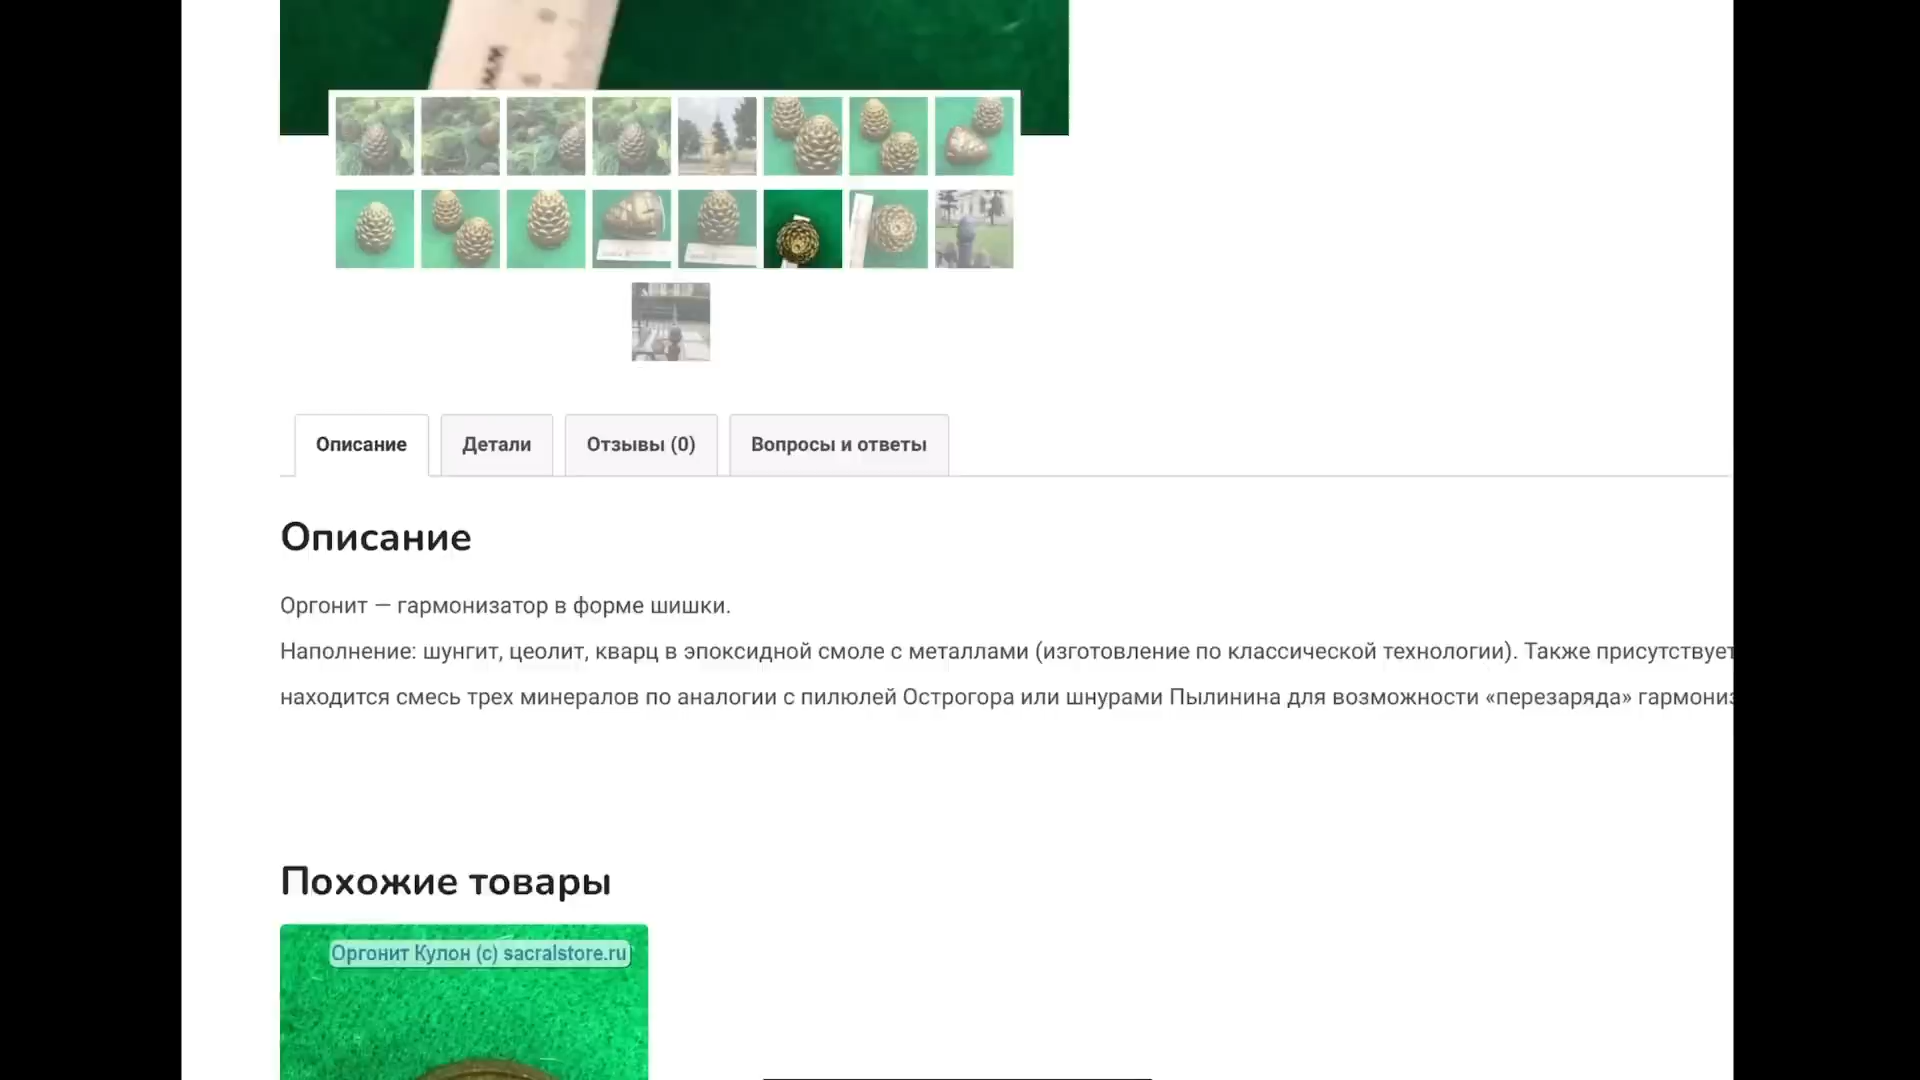 Описание
Детали
Отзывы (0)
Вопросы и ответы
Описание
Оргонит — гармонизатор в форме шишки.
Наполнение: шунгит, цеолит, кварц в эпоксидной смоле с металлами (изготовление по классической технологии). Также присутствует
находится смесь трех минералов по аналогии с пилюлей Острогора или шнурами Пылинина для возможности «перезаряда»
Похожие товары
Оргонит Кулон (c) sacralstore.ru